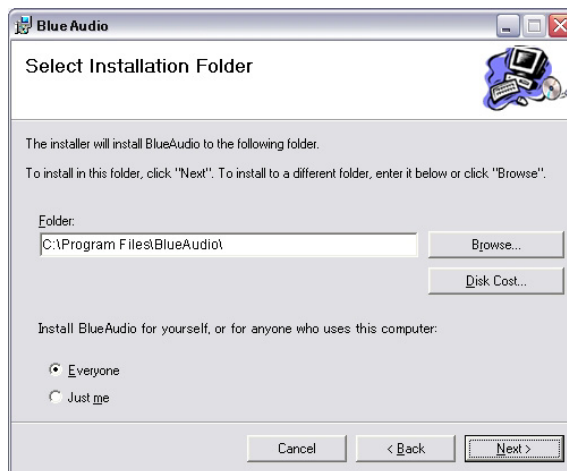 Blue Audio
Select Installation Folder
The installer will install BlueAudio to the following folder.
To install in this folder, click "Next". To install to a different folder, enter it below or click "Browse".
Folder:
C:\Program Files\BlueAudio\
Browse...
Disk Cost...
Install BlueAudio for yourself, or for anyone who uses this computer:
Everyone
Just me
Cancel
< Back
Next >